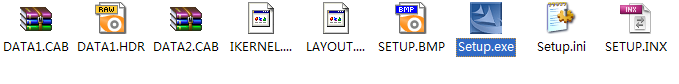 RAW
BMP
INX
DATA1.CAB DATA1.HDR DATA2.CAB IKERNEL.... LAYOUT.... SETUP.BMP Setup.exe Setup.ini SETUP.INX